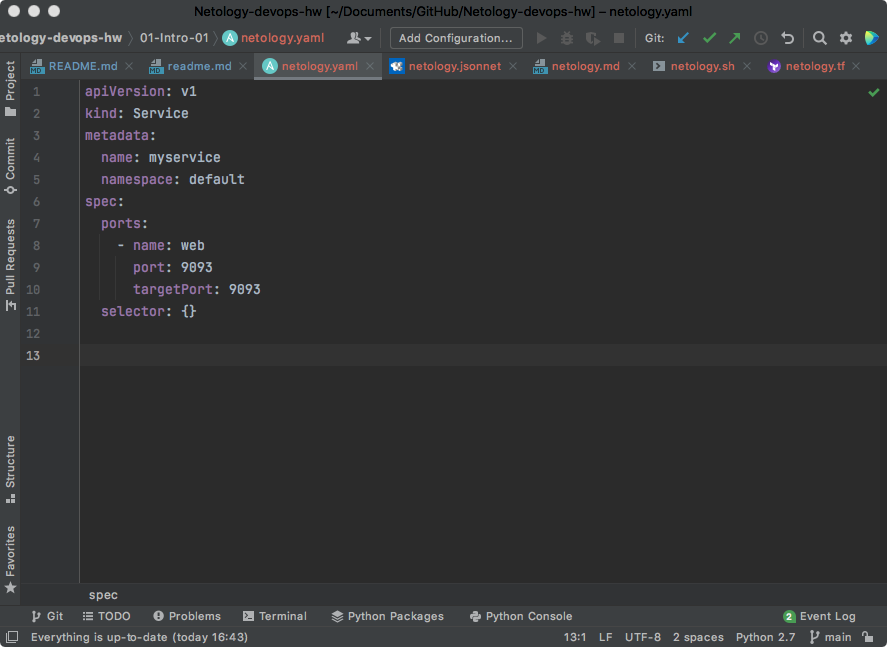 Netology-devops-hw [~/Documents/GitHub/Netology-devops-hw] – netology.yaml
etology-devops-hw 01-Intro-01 netology.yaml Add Configuration... Git:
README.md readme.md netology.yaml netology.jsonnet netology.md netology.sh netology.tf
Project
Commit
Pull Requests
Structure
Favorites
1 apiVersion: v1
2 kind: Service
3 metadata:
4   name: myservice
5   namespace: default
6 spec:
7   ports:
8     - name: web
9       port: 9093
10       targetPort: 9093
11   selector: {}
12
13
spec
Git TODO Problems Terminal Python Packages Python Console 2 Event Log
Everything is up-to-date (today 16:43) 13:1 LF UTF-8 2 spaces Python 2.7 main